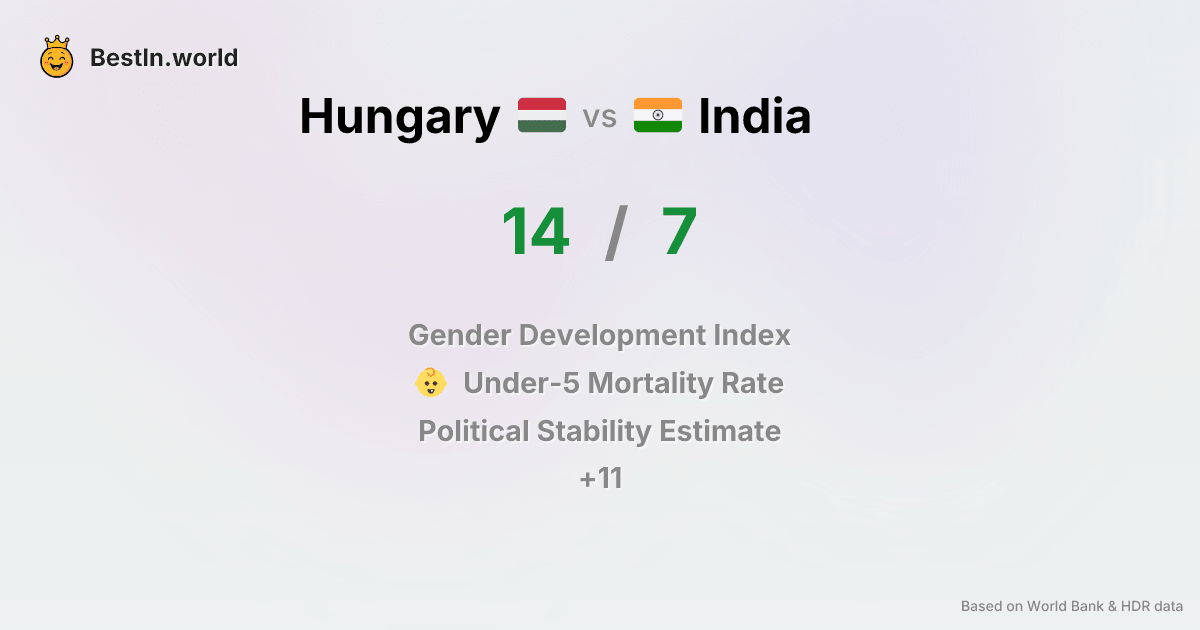 BestIn.world
Hungary vs India
14 / 7
Gender Development Index
Under-5 Mortality Rate
Political Stability Estimate
+11
Based on World Bank & HDR data